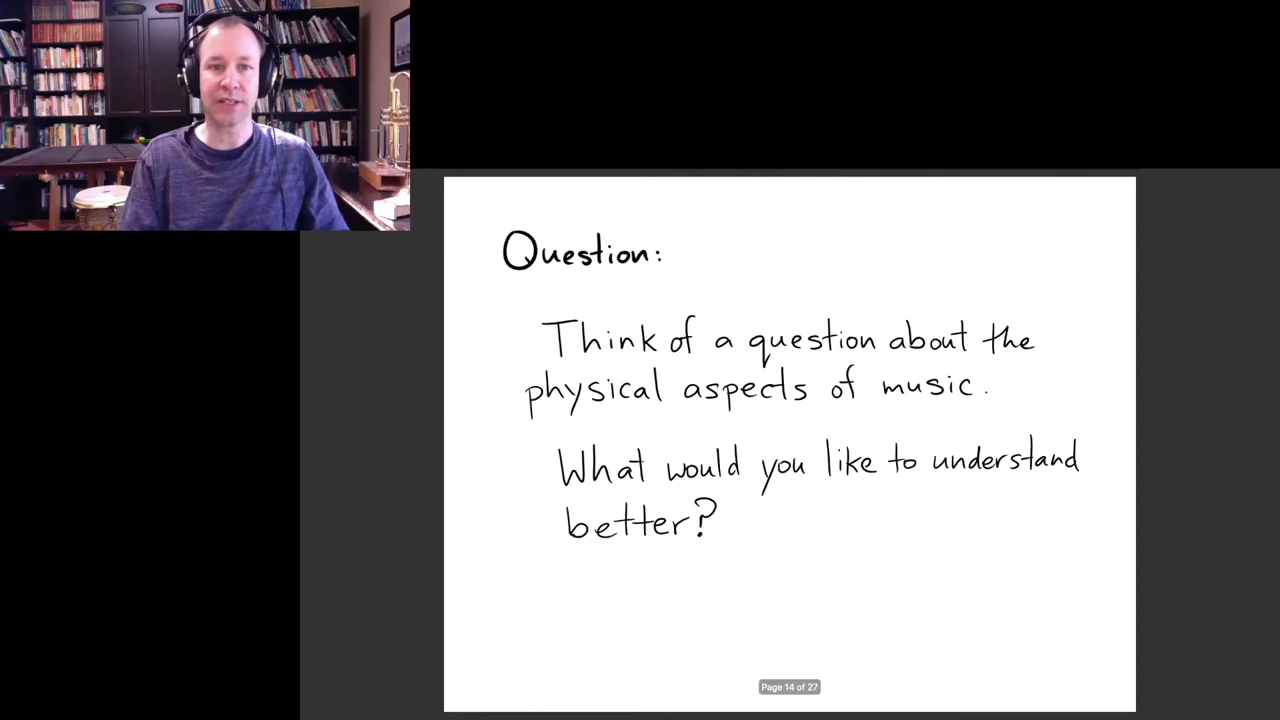 Question:
Think of a question about the
physical aspects of music.
What would you like to understand
better?
Page 14 of 27